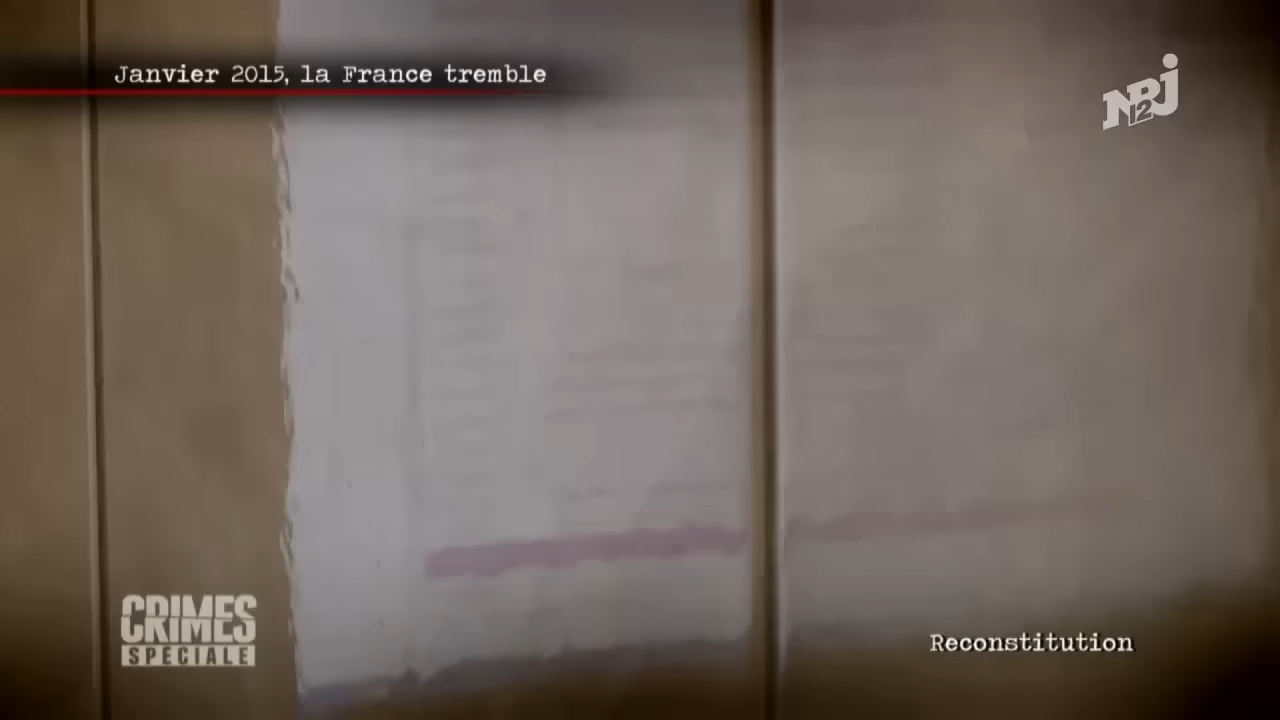 Janvier 2015, la France tremble
NRJ
12
CRIMES
SPECIALE
Reconstitution